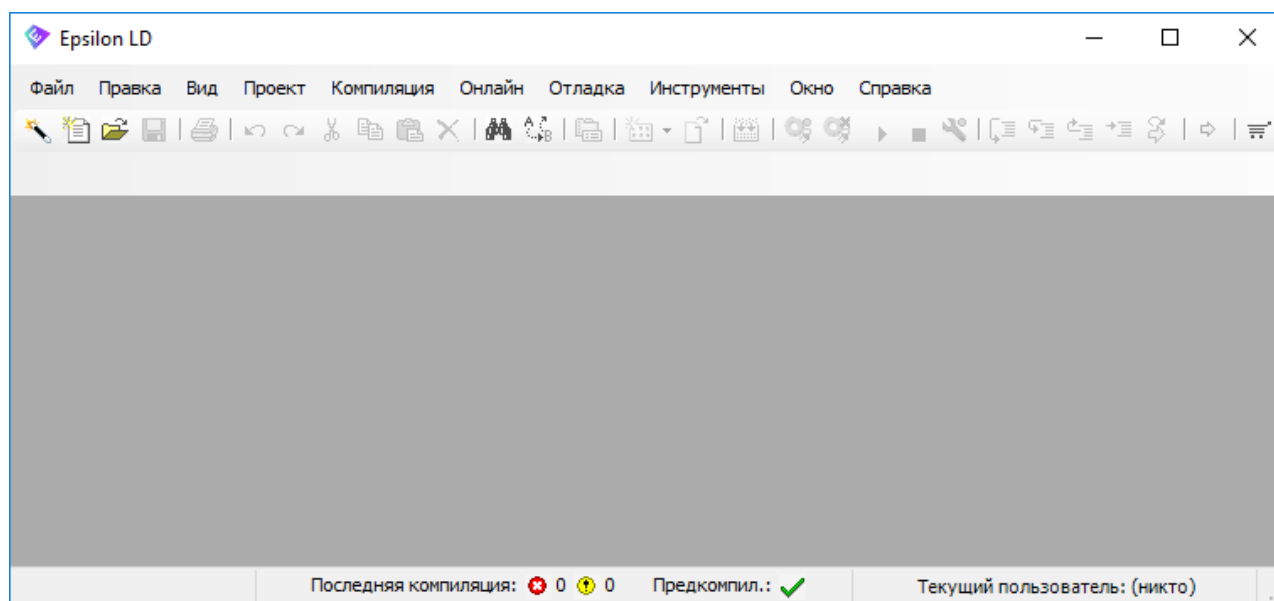 Epsilon LD
Файл Правка Вид Проект Компиляция Онлайн Отладка Инструменты Окно Справка
Последняя компиляция: 0 0 Предкомпил.: Текущий пользователь: (никто)